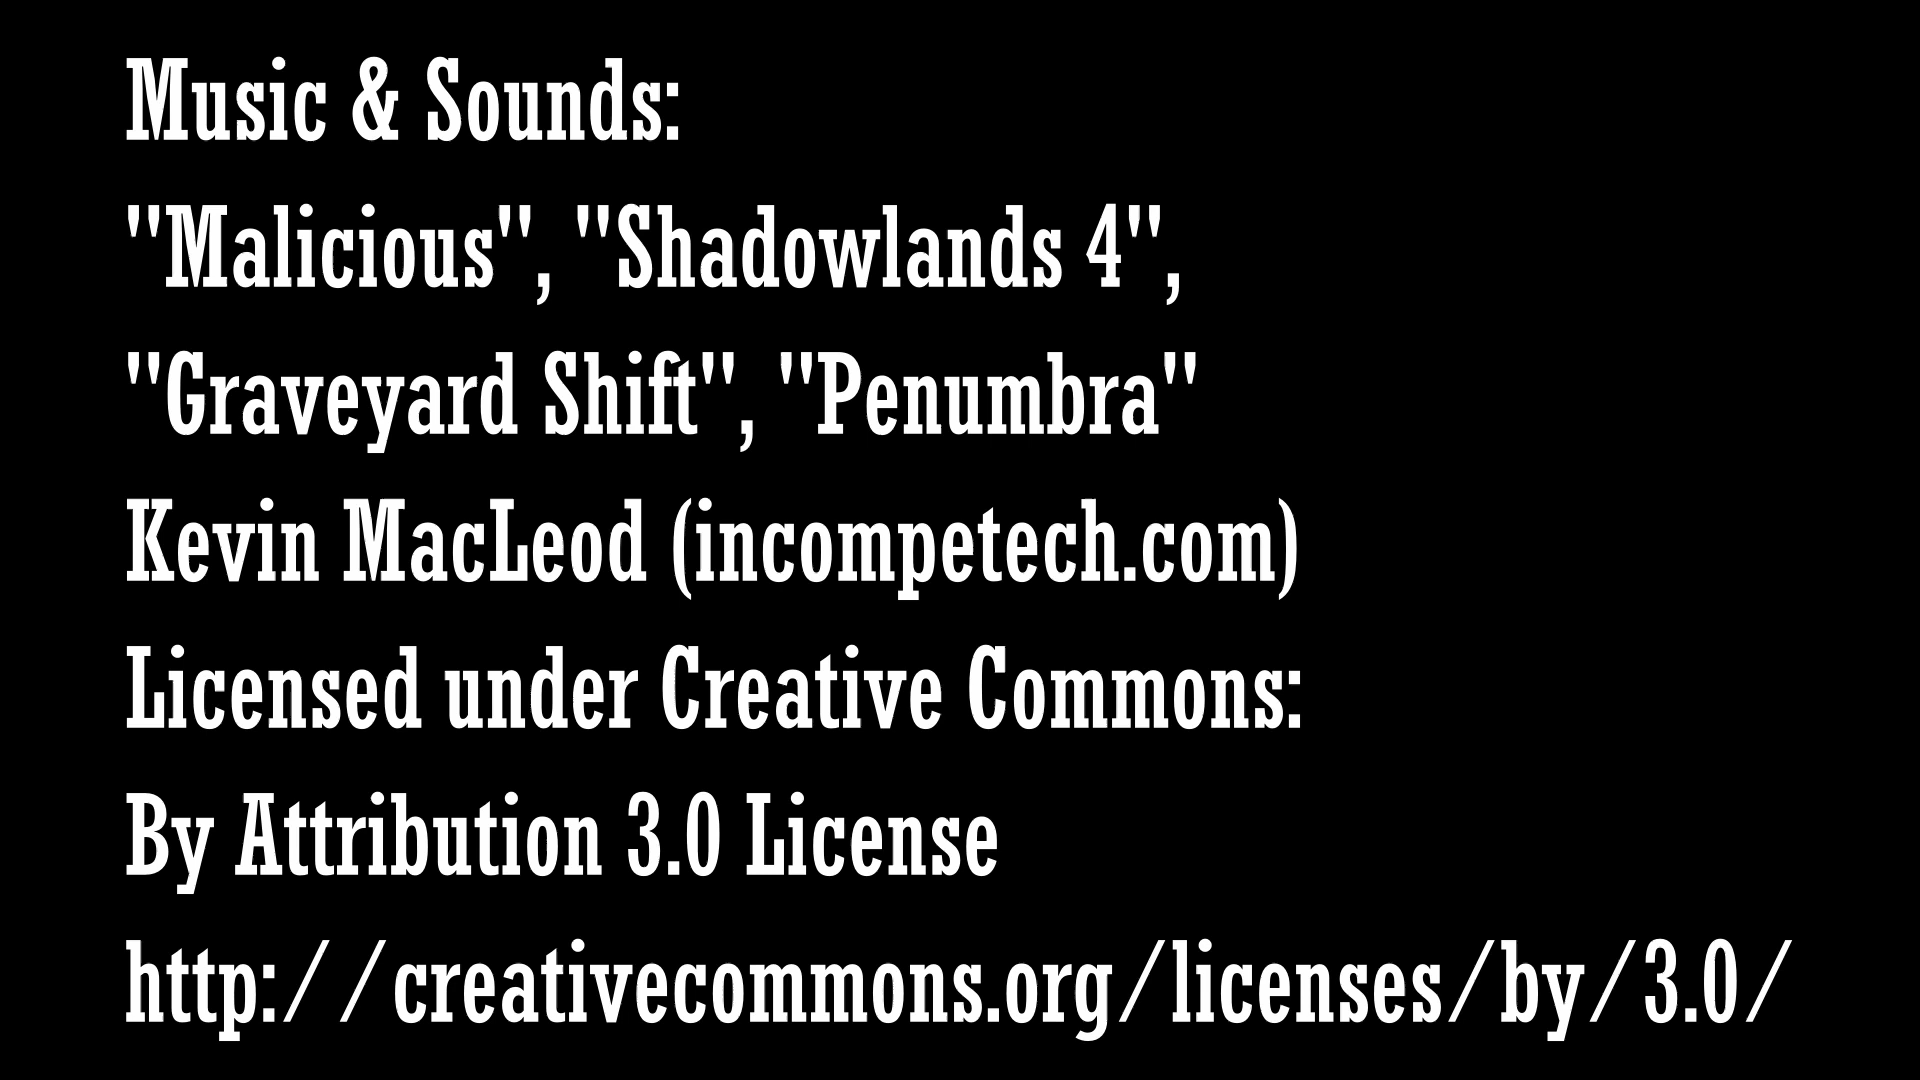 Music & Sounds:
"Malicious", "Shadowlands 4",
"Graveyard Shift", "Penumbra"
Kevin MacLeod (incompetech.com)
Licensed under Creative Commons:
By Attribution 3.0 License
http://creativecommons.org/licenses/by/3.0/